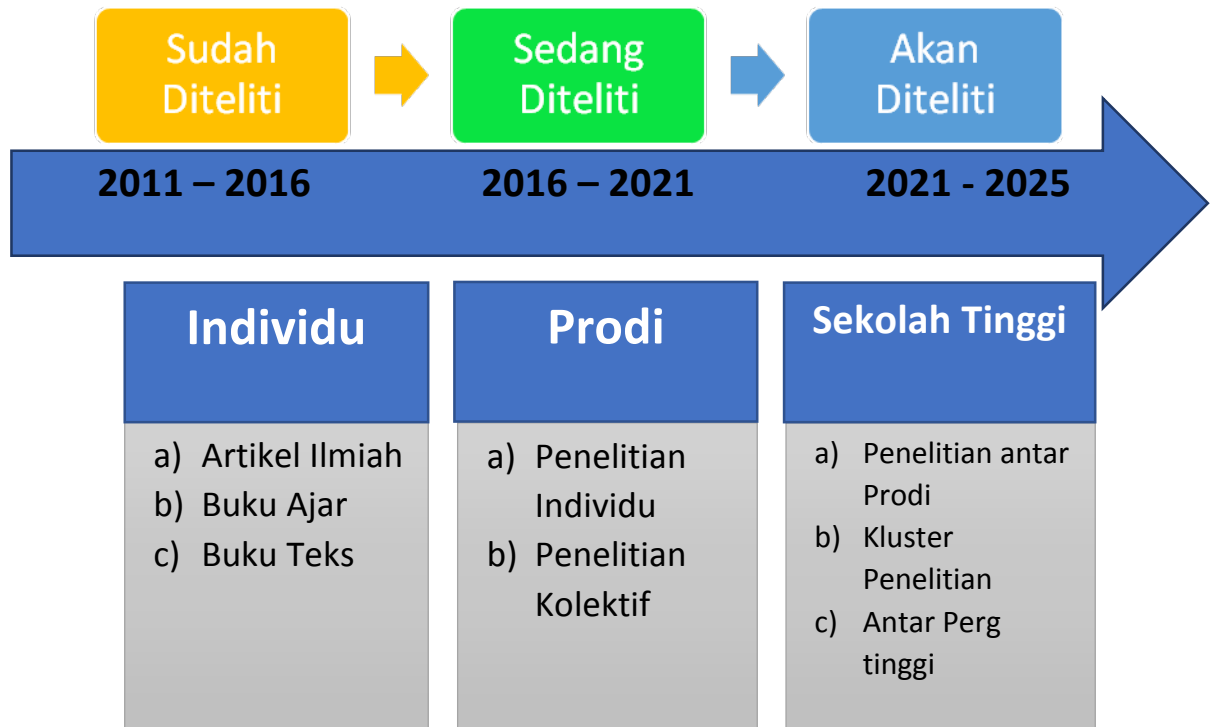 Sudah
Diteliti
Sedang
Diteliti
Akan
Diteliti
2011 – 2016
2016 – 2021
2021 - 2025
Individu
a) Artikel Ilmiah
b) Buku Ajar
c) Buku Teks
Prodi
a) Penelitian
Individu
b) Penelitian
Kolektif
Sekolah Tinggi
a) Penelitian antar
Prodi
b) Kluster
Penelitian
c) Antar Perg
tinggi